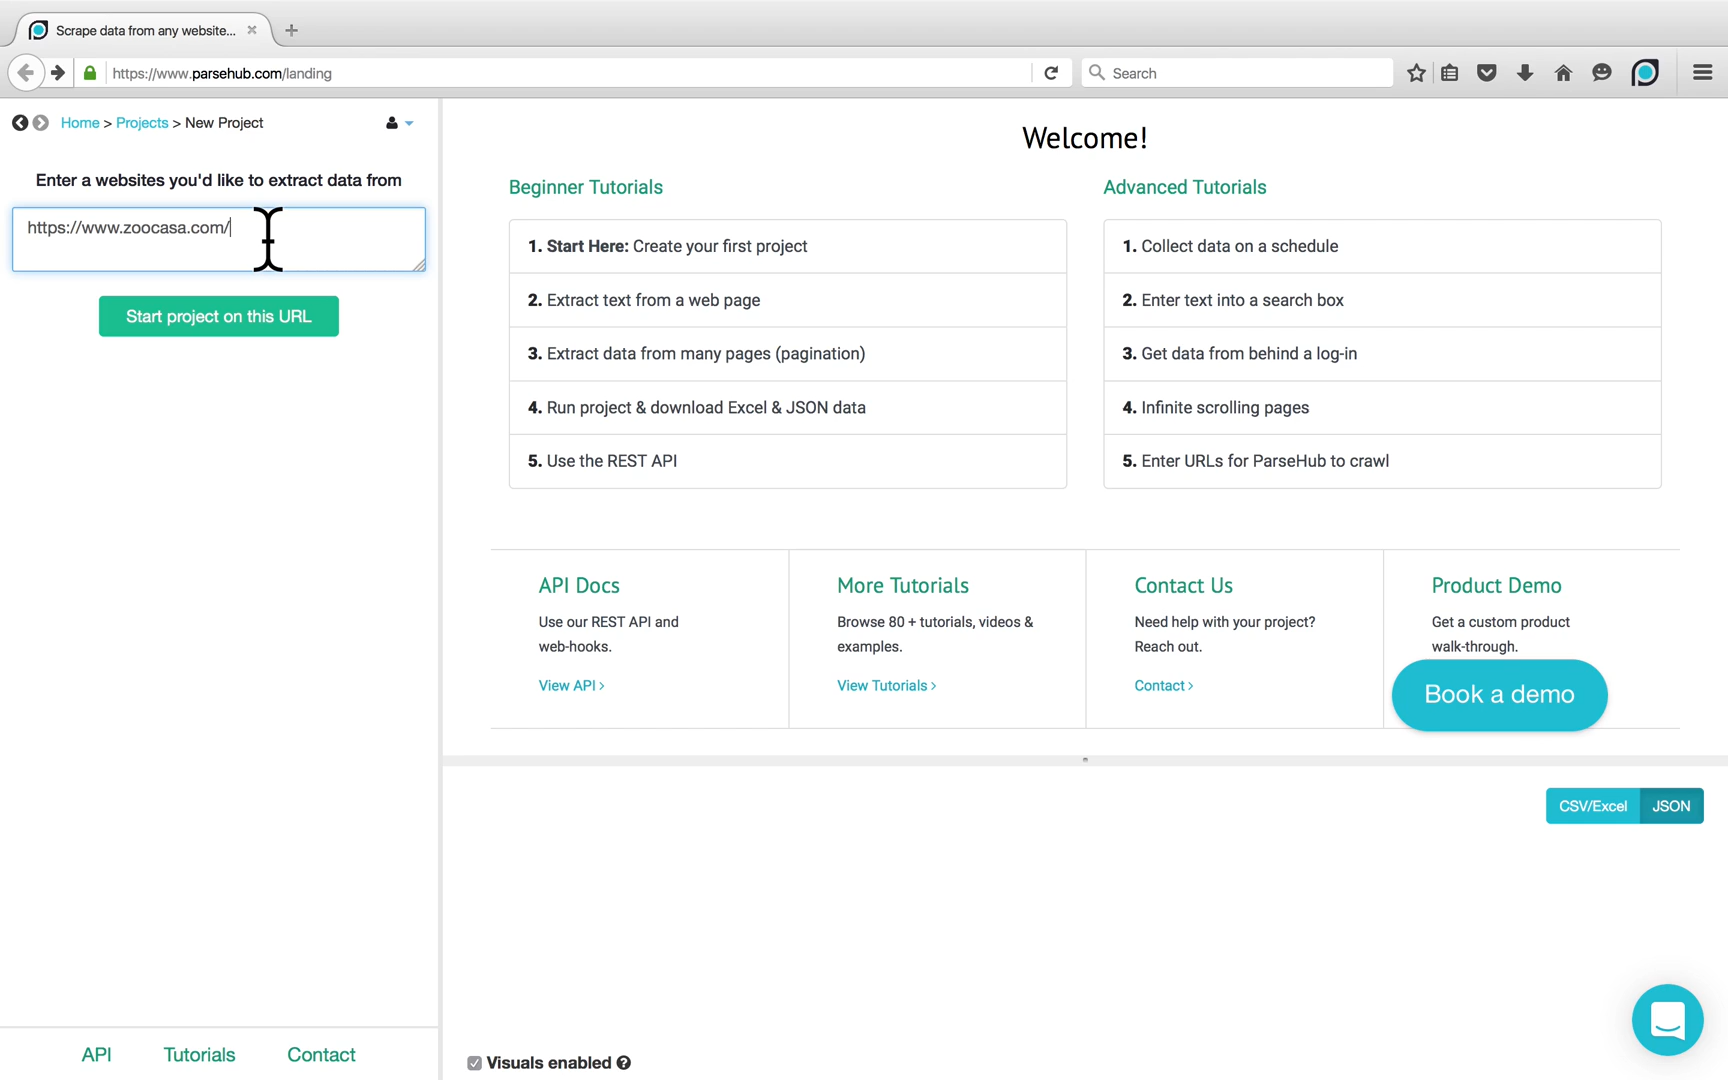 Scrape data from any website...
https://www.parsehub.com/landing
Search
Home > Projects > New Project
Enter a websites you'd like to extract data from
https://www.zoocasa.com/
Start project on this URL
API
Tutorials
Contact
Welcome!
Beginner Tutorials
1. Start Here: Create your first project
2. Extract text from a web page
3. Extract data from many pages (pagination)
4. Run project & download Excel & JSON data
5. Use the REST API
Advanced Tutorials
1. Collect data on a schedule
2. Enter text into a search box
3. Get data from behind a log-in
4. Infinite scrolling pages
5. Enter URLs for ParseHub to crawl
API Docs
Use our REST API and
web-hooks.
View API >
More Tutorials
Browse 80 + tutorials, videos &
examples.
View Tutorials >
Contact Us
Need help with your project?
Reach out.
Contact >
Product Demo
Get a custom product
walk-through.
Book a demo
CSV/Excel
JSON
Visuals enabled ?